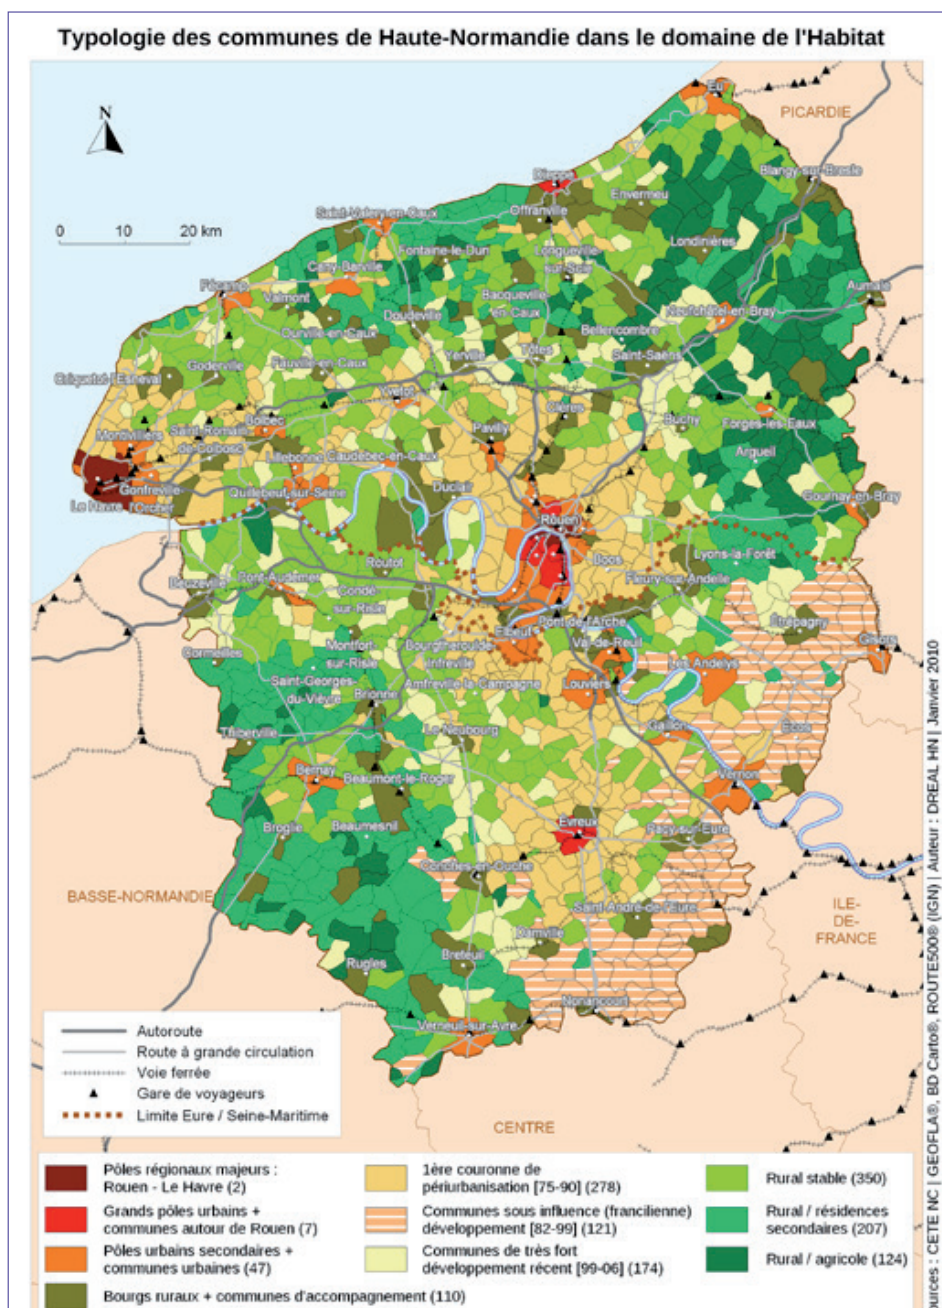 Typologie des communes de Haute-Normandie dans le domaine de l'Habitat
N
0 10 20 km
PICARDIE
Eu
Blangy-sur-Bresle
Dieppe
Envermeu
Offranville
Saint-Valery-en-Caux
Fontaine-le-Dun
Longueville-sur-Scie
Londinières
Cany-Barville
Aumale
Fécamp
Valmont
Bacqueville-en-Caux
Neufchâtel-en-Bray
Ourville-en-Caux
Doudeville
Bellencombre
Yerville
Tôtes
Saint-Saëns
Goderville
Fauville-en-Caux
Criquetot-l'Esneval
Yvetot
Clères
Buchy
Forges-les-Eaux
Bolbec
Saint-Romain-de-Colbosc
Pavilly
Montivilliers
Argueil
Lillebonne
Caudebec-en-Caux
Gonfreville-l'Orcher
Le Havre
Quillebeuf-sur-Seine
Duclair
Gournay-en-Bray
Rouen
Lyons-la-Forêt
Routot
Boos
Fleury-sur-Andelle
Beuzeville
Pont-Audemer
Condé-sur-Risle
Etrépagny
Elbeuf
Pont-de-l'Arche
Gisors
Bourgtheroulde-Infreville
Val-de-Reuil
Cormeilles
Montfort-sur-Risle
Les Andelys
Saint-Georges-du-Vièvre
Amfreville-la-Campagne
Louviers
Brionne
Gaillon
Ecos
Thiberville
Le Neubourg
Bernay
Vernon
Beaumont-le-Roger
Broglie
Beaumesnil
Evreux
Pacy-sur-Eure
Conches-en-Ouche
BASSE-NORMANDIE
ILE-
DE-
FRANCE
Saint-André-de-l'Eure
Damville
Breteuil
Rugles
Nonancourt
Verneuil-sur-Avre
CENTRE
Autoroute
Route à grande circulation
Voie ferrée
Gare de voyageurs
Limite Eure / Seine-Maritime
Pôles régionaux majeurs :
Rouen - Le Havre (2)
Grands pôles urbains +
communes autour de Rouen (7)
Pôles urbains secondaires +
communes urbaines (47)
Bourgs ruraux + communes d'accompagnement (110)
1ère couronne de
périurbanisation [75-90] (278)
Communes sous influence (francilienne)
développement [82-99] (121)
Communes de très fort
développement récent [99-06] (174)
Rural stable (350)
Rural / résidences
secondaires (207)
Rural / agricole (124)
ources : CETE NC | GEOFLA®, BD Carto®, ROUTE500® (IGN) | Auteur : DREAL HN | Janvier 2010